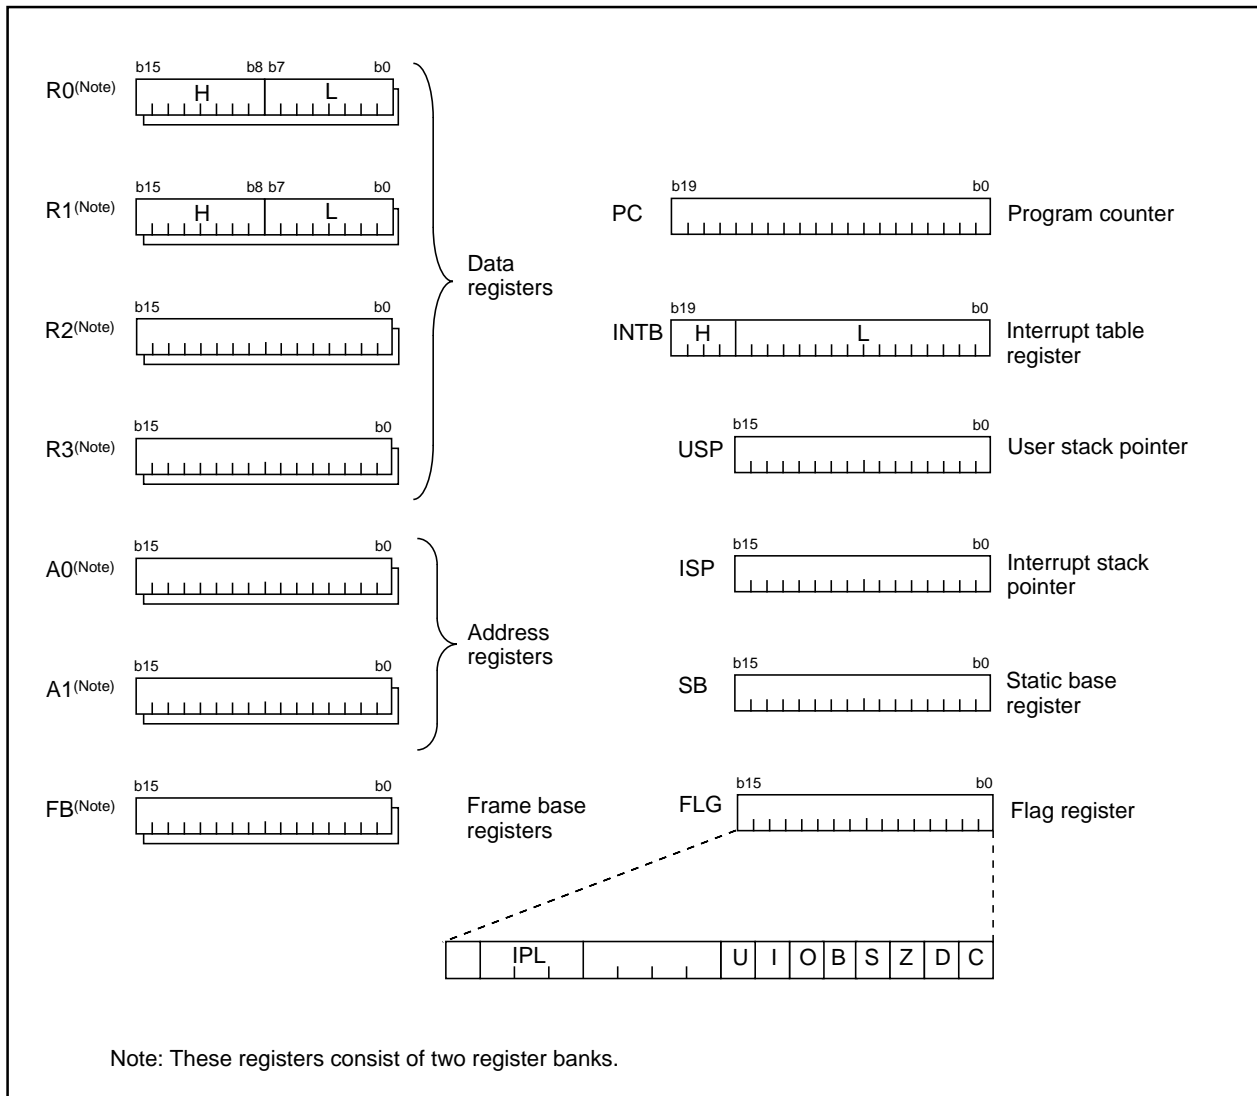 b15 b8 b7 b0
R0(Note) H L
b15 b8 b7 b0
R1(Note) H L
Data
registers
b15 b0
R2(Note)
b15 b0
R3(Note)
b15 b0
A0(Note)
Address
registers
b15 b0
A1(Note)
b15 b0
FB(Note)
Frame base
registers
b19 b0
PC Program counter
b19 b0
INTB H L Interrupt table
register
b15 b0
USP User stack pointer
b15 b0
ISP Interrupt stack
pointer
b15 b0
SB Static base
register
b15 b0
FLG Flag register
IPL U I O B S Z D C
Note: These registers consist of two register banks.